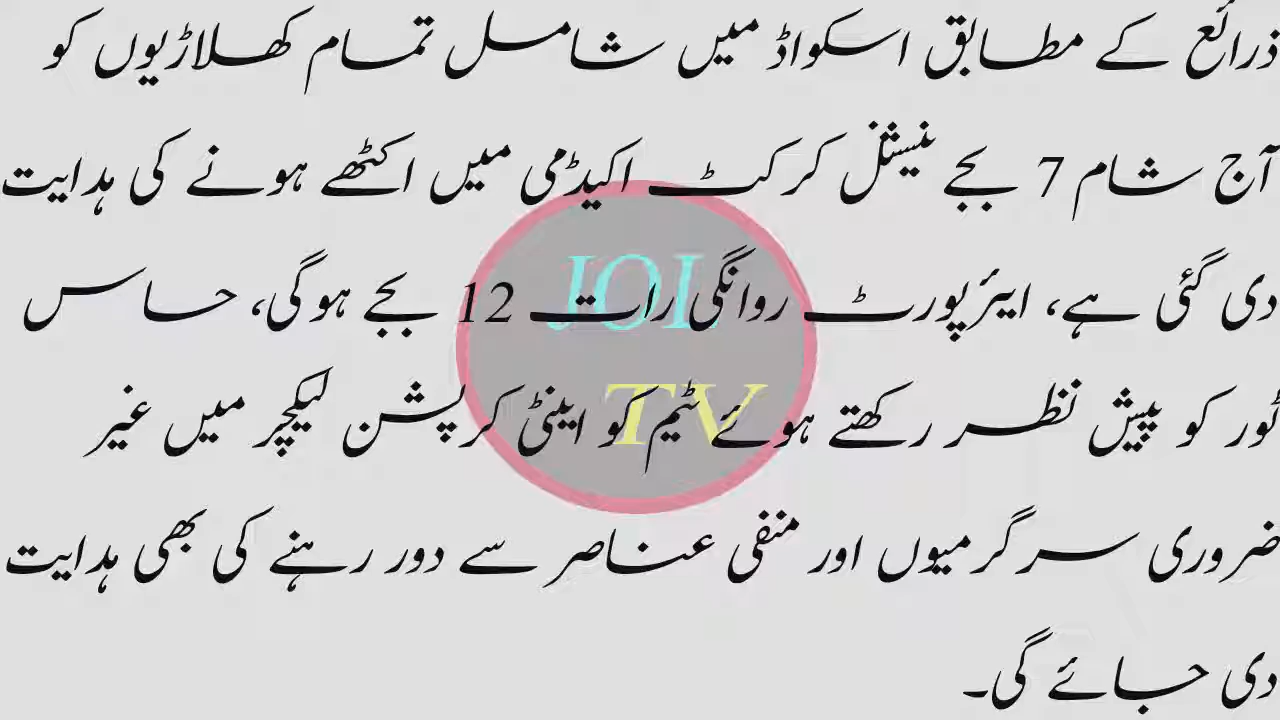 ذرائع کے مطابق اسکواڈ میں شامل تمام کھلاڑیوں کو
آج شام 7 بجے نیشنل کرکٹ اکیڈمی میں اکٹھے ہونے کی ہدایت
دی گئی ہے، ایئرپورٹ روانگی رات 12 بجے ہوگی، حساس
ٹور کو پیش نظر رکھتے ہوئے ٹیم کو اینٹی کرپشن لیکچر میں غیر
ضروری سرگرمیوں اور منفی عناصر سے دور رہنے کی بھی ہدایت
دی جائے گی۔
JOL
TV